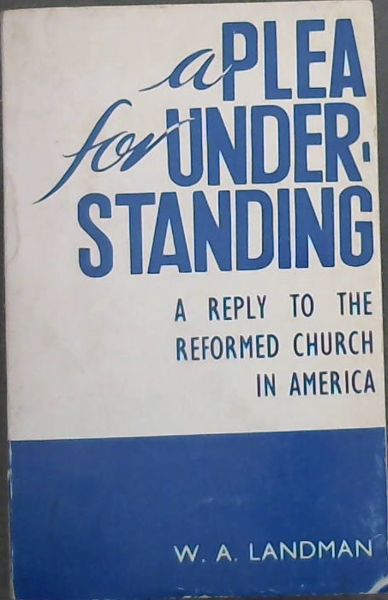 a PLEA
for UNDER-
STANDING
A REPLY TO THE
REFORMED CHURCH
IN AMERICA
W. A. LANDMAN